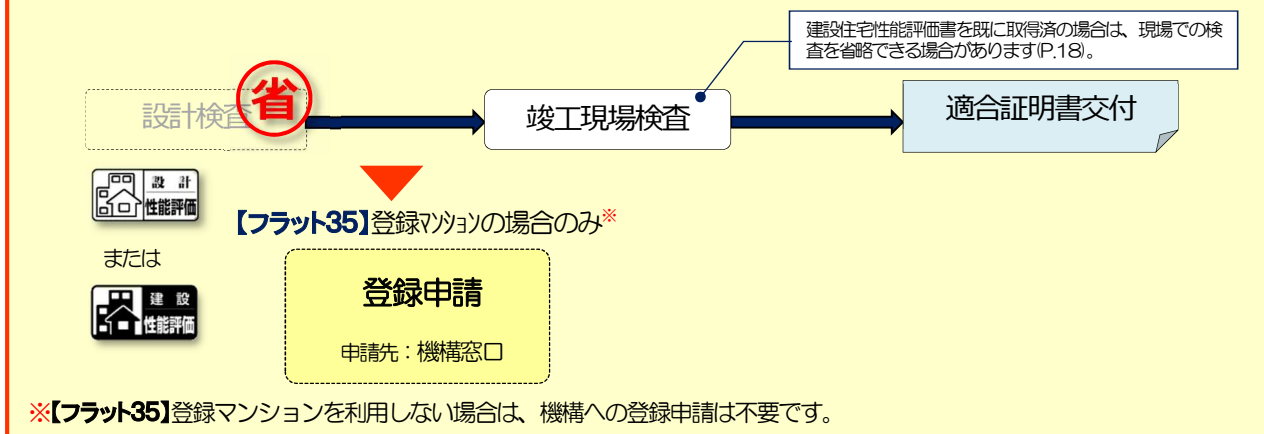 建設住宅性能評価書を既に取得済の場合は、現場での検
査を省略できる場合があります(P.18)。
設計検査
省
竣工現場検査
適合証明書交付
設計
性能評価
または
建設
性能評価
【フラット35】登録マンションの場合のみ※
登録申請
申請先：機構窓口
※【フラット35】登録マンションを利用しない場合は、機構への登録申請は不要です。